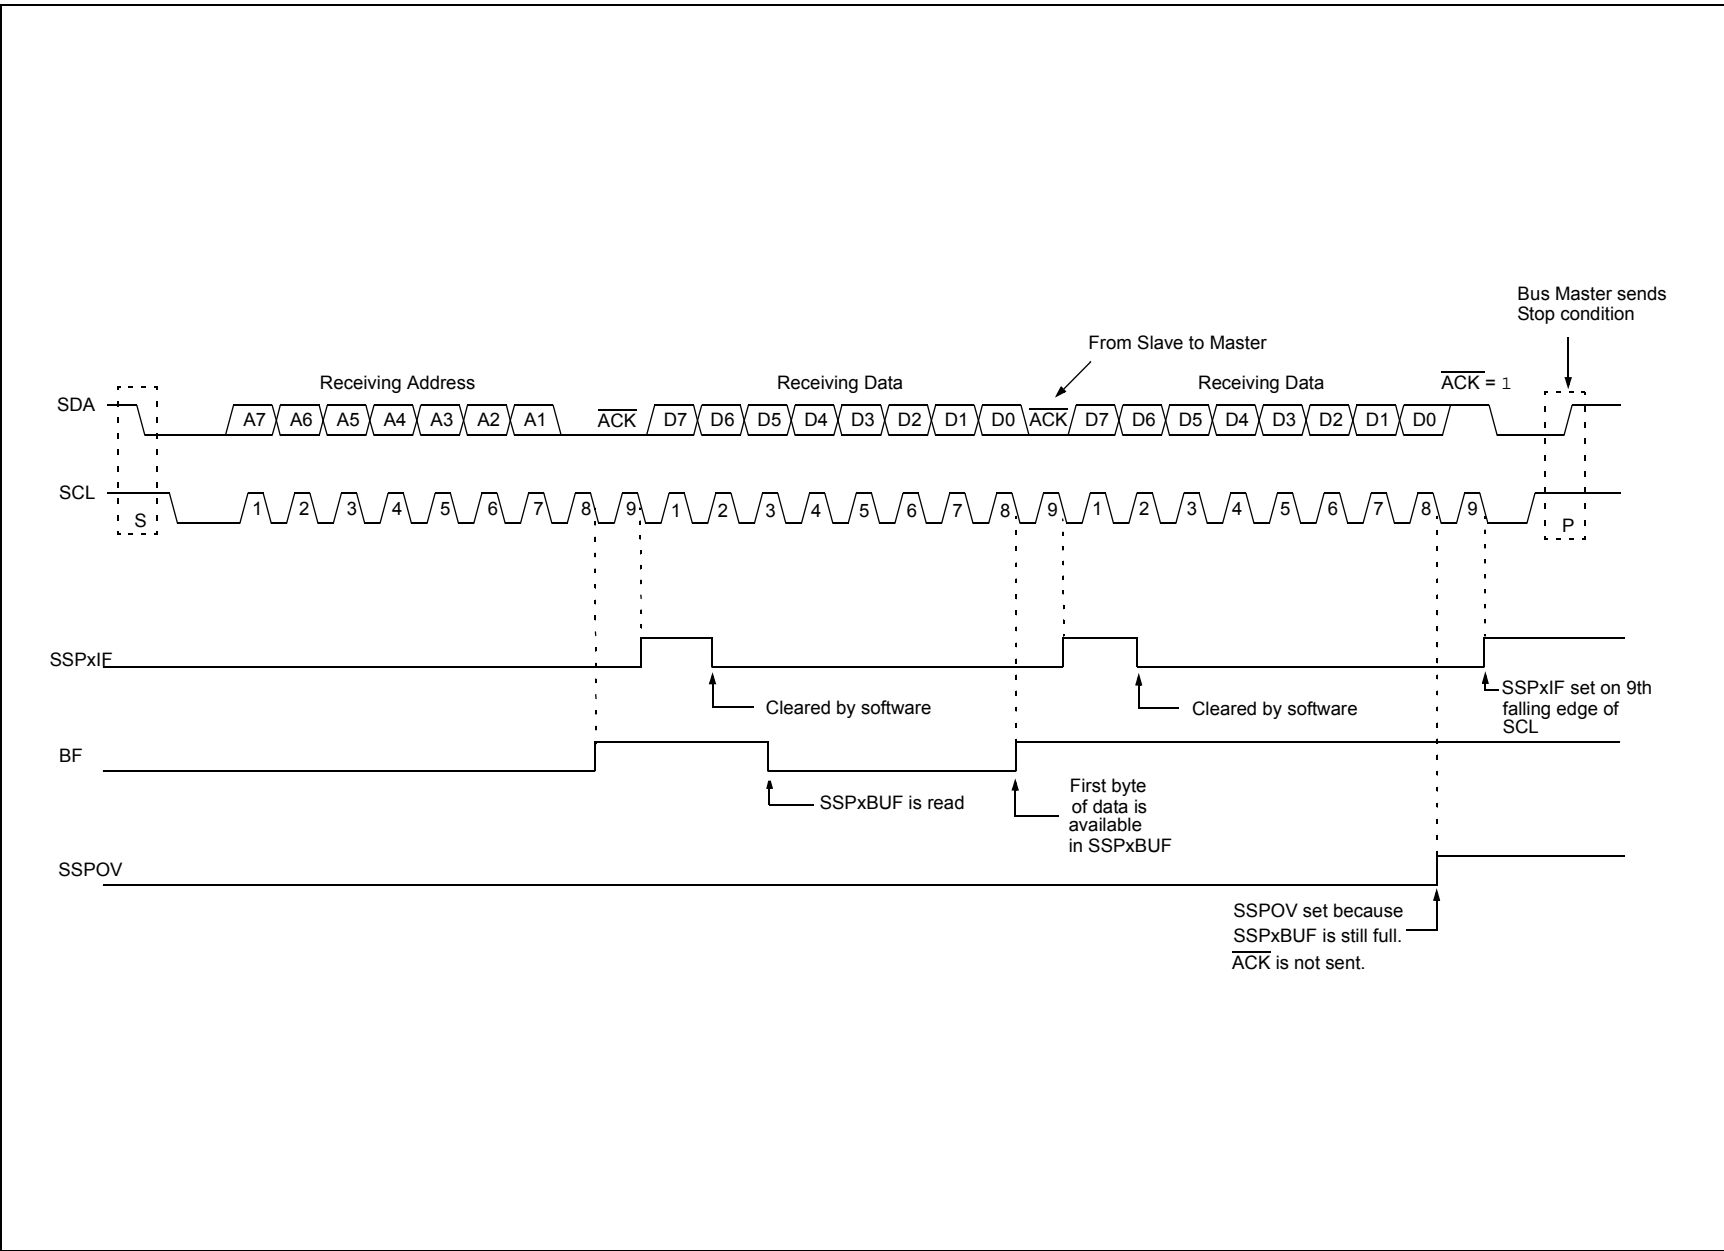 Bus Master sends
Stop condition
From Slave to Master
Receiving Address
Receiving Data
Receiving Data
ACK = 1
SDA
A7 A6 A5 A4 A3 A2 A1 ACK D7 D6 D5 D4 D3 D2 D1 D0 ACK D7 D6 D5 D4 D3 D2 D1 D0
SCL
S
1 2 3 4 5 6 7 8 9 1 2 3 4 5 6 7 8 9 1 2 3 4 5 6 7 8 9
P
SSPxIF
Cleared by software
Cleared by software
SSPxIF set on 9th
falling edge of
SCL
BF
SSPxBUF is read
First byte
of data is
available
in SSPxBUF
SSPOV
SSPOV set because
SSPxBUF is still full.
ACK is not sent.